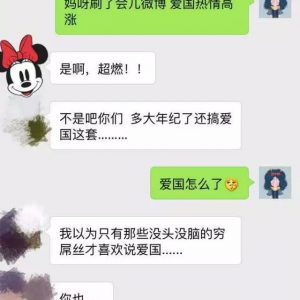 妈呀刷了会儿微博 爱国热情高
涨
是啊,超燃!!
不是吧你们 多大年纪了还搞爱
国这套………
爱国怎么了
我以为只有那些没头没脑的穷
屌丝才喜欢说爱国……
你也